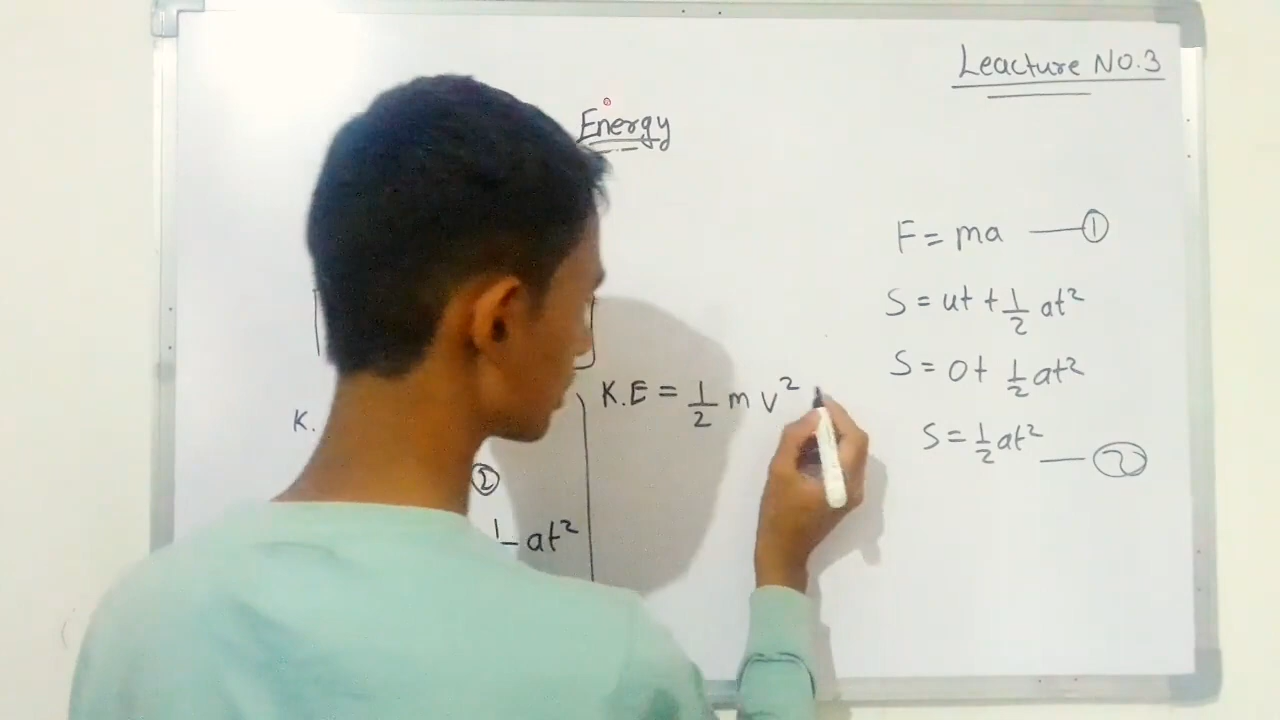 Leacture No.3
Energy
F = ma —— ①
S = ut + 1/2 at²
S = 0 + 1/2 at²
S = 1/2 at² —— ②
K.
②
1/ at²
K.E = 1/2 m v²